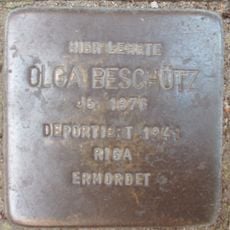 HIER LEBTE
OLGA BESCHÜTZ
JG. 1876
DEPORTIERT 1941
RIGA
ERMORDET